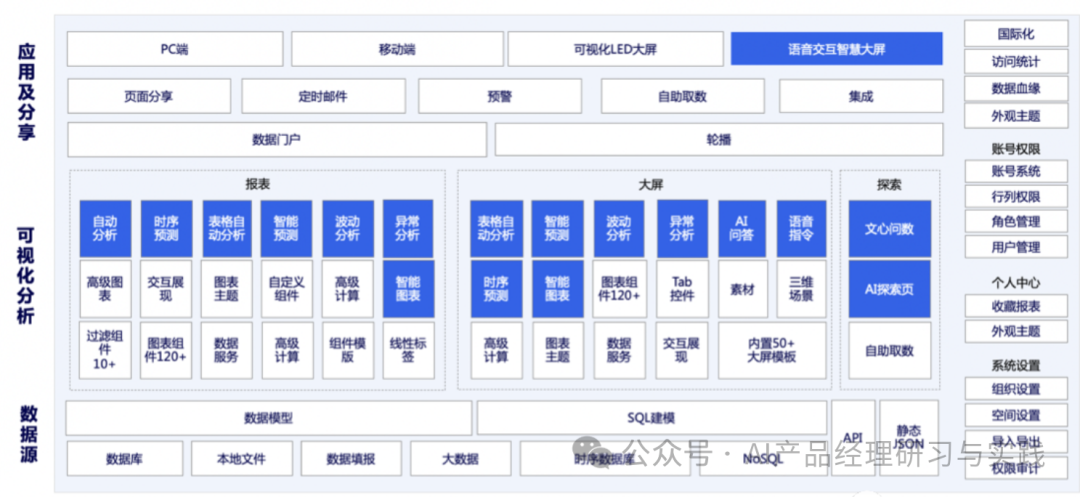 应用及分享
PC端
移动端
可视化LED大屏
语音交互智慧大屏
页面分享
定时邮件
预警
自助取数
集成
数据门户
轮播
可视化分析
报表
自动
分析
时序
预测
表格自
动分析
智能
预测
波动
分析
异常
分析
高级图
表
交互展
现
图表
主题
自定义
组件
高级
计算
智能
图表
过滤组
件
10+
图表组
件120+
数据
服务
高级
计算
组件模
版
线性标
签
大屏
表格自
动分析
智能
预测
波动
分析
异常
分析
AI
问答
语音
指令
时序
预测
智能
图表
图表组
件120+
Tab
控件
素材
三维
场景
高级
计算
图表
主题
数据
服务
交互展
现
内置50+
大屏模板
探索
文心问数
AI探索页
自助取数
数据源
数据模型
SQL建模
数据库
本地文件
数据填报
大数据
时序数据库
NoSQL
API
静态
JSON
国际化
访问统计
数据血缘
外观主题
账号权限
账号系统
行列权限
角色管理
用户管理
个人中心
收藏报表
外观主题
系统设置
组织设置
空间设置
导入导出
权限审计
公众号 · AI产品经理研习与实践